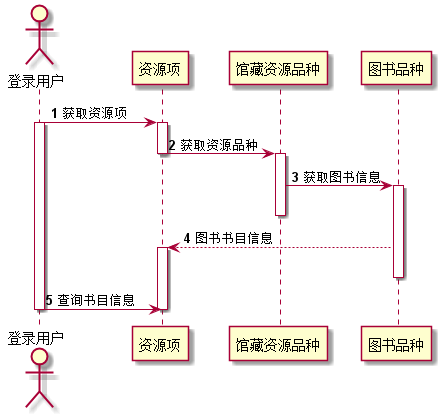 登录用户
资源项
馆藏资源品种
图书品种
1 获取资源项
2 获取资源品种
3 获取图书信息
4 图书书目信息
5 查询书目信息
登录用户
资源项
馆藏资源品种
图书品种